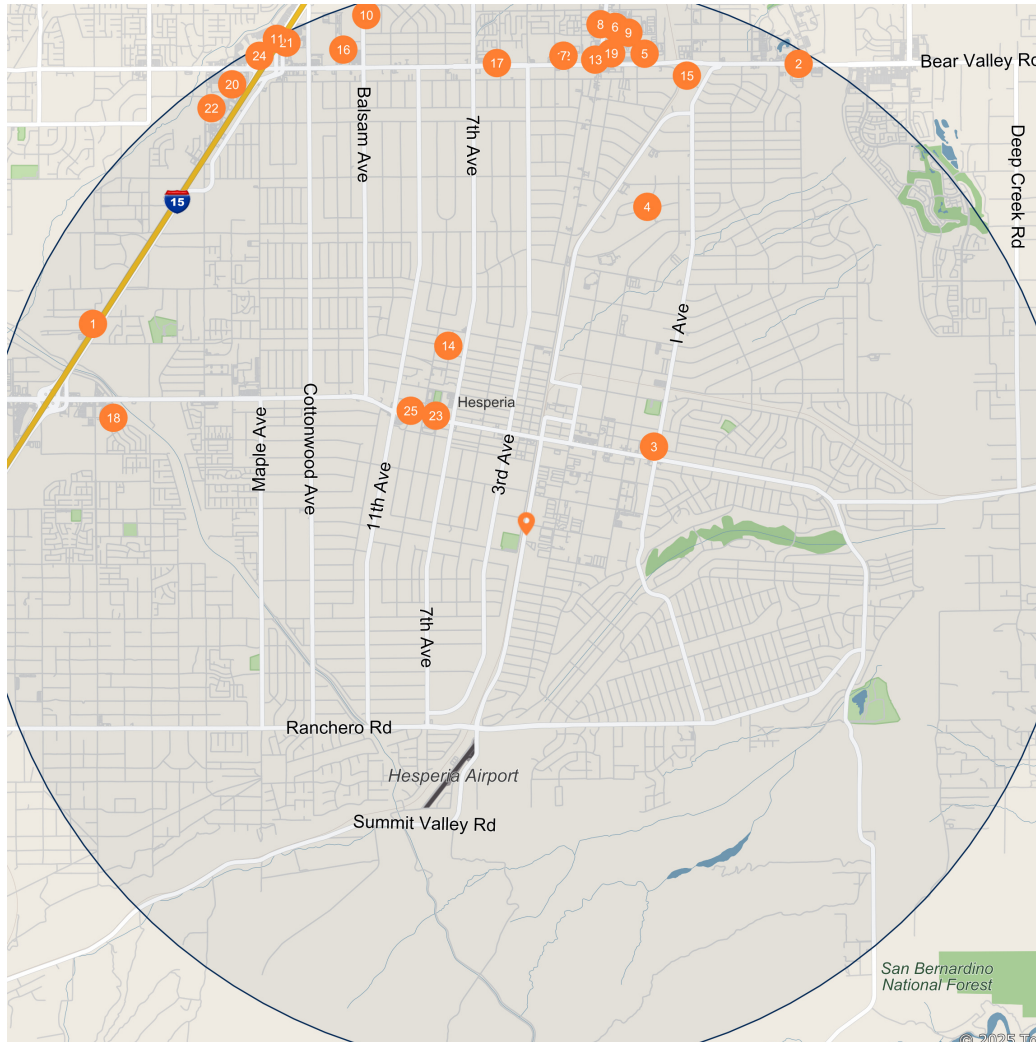 10
8
6
9
11
21
16
24
17
13
19
5
2
Bear Valley Rd
15
20
22
Balsam Ave
7th Ave
Deep Creek Rd
15
4
1
I Ave
14
Cottonwood Ave
Hesperia
Maple Ave
25
23
18
3rd Ave
3
11th Ave
7th Ave
Ranchero Rd
Hesperia Airport
Summit Valley Rd
San Bernardino
National Forest
© 2025